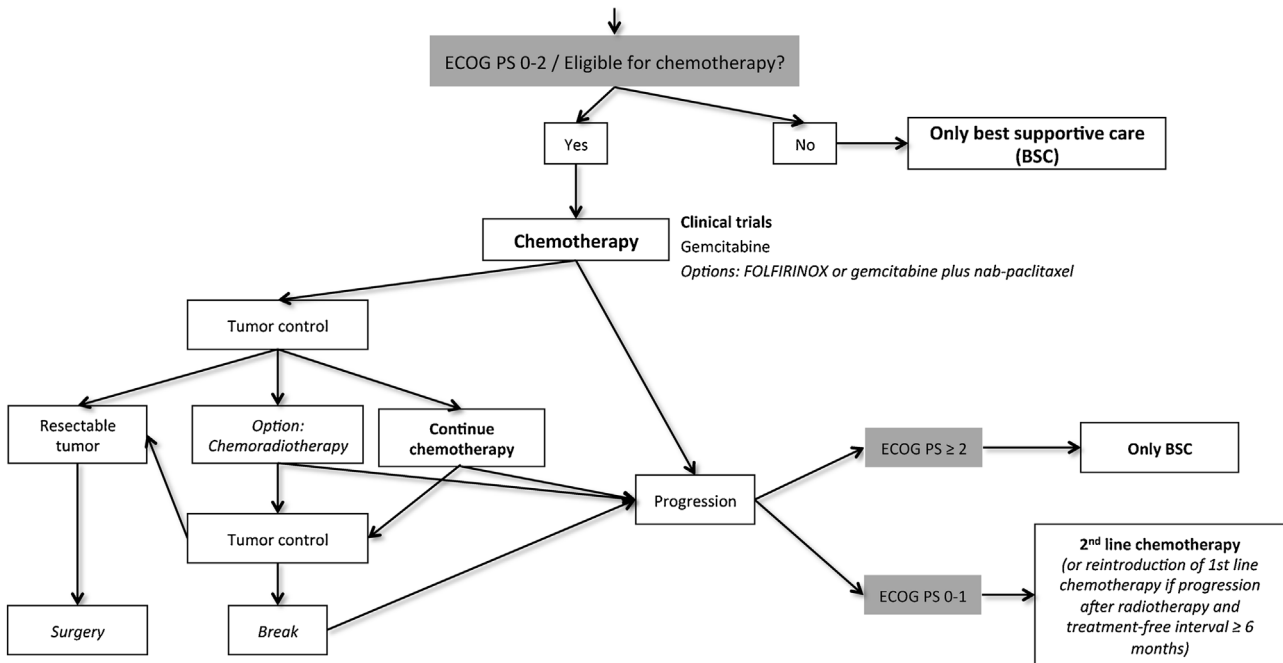 ECOG PS 0-2 / Eligible for chemotherapy?
Yes
No
Only best supportive care
(BSC)
Chemotherapy
Clinical trials
Gemcitabine
Options: FOLFIRINOX or gemcitabine plus nab-paclitaxel
Tumor control
Resectable
tumor
Option:
Chemoradiotherapy
Continue
chemotherapy
ECOG PS ≥ 2
Only BSC
Progression
Tumor control
2nd line chemotherapy
(or reintroduction of 1st line
chemotherapy if progression
after radiotherapy and
treatment-free interval ≥ 6
months)
ECOG PS 0-1
Surgery
Break